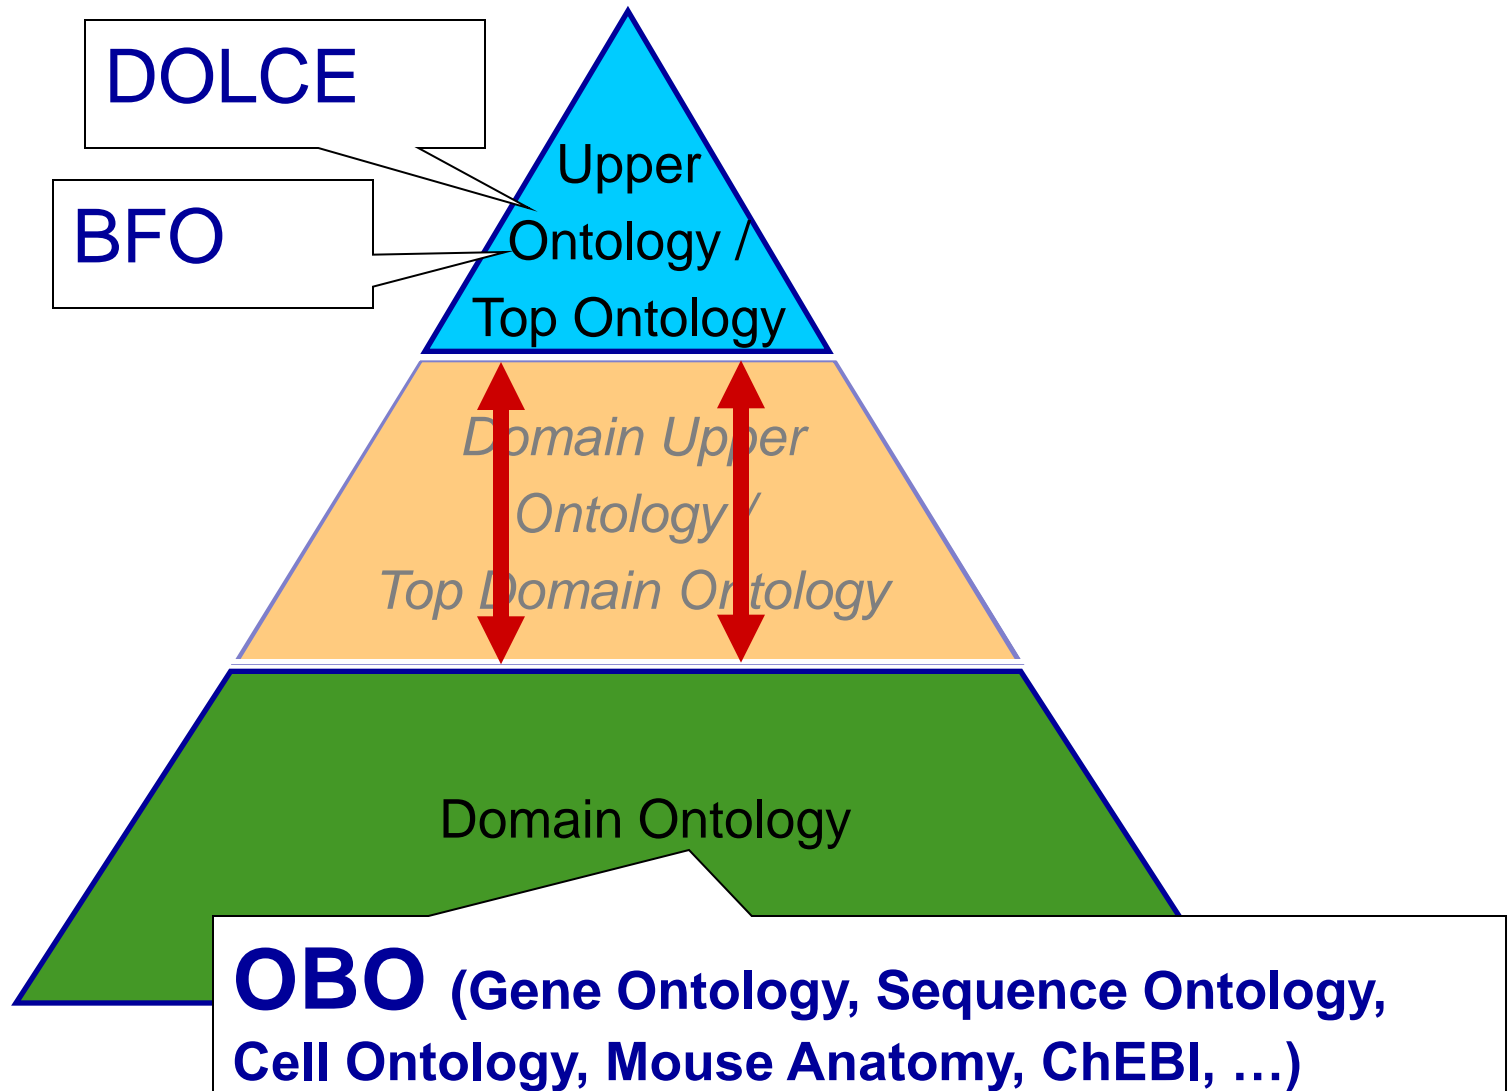 DOLCE
BFO
Upper
Ontology /
Top Ontology
Domain Upper
Ontology /
Top Domain Ontology
Domain Ontology
OBO (Gene Ontology, Sequence Ontology,
Cell Ontology, Mouse Anatomy, ChEBI, …)